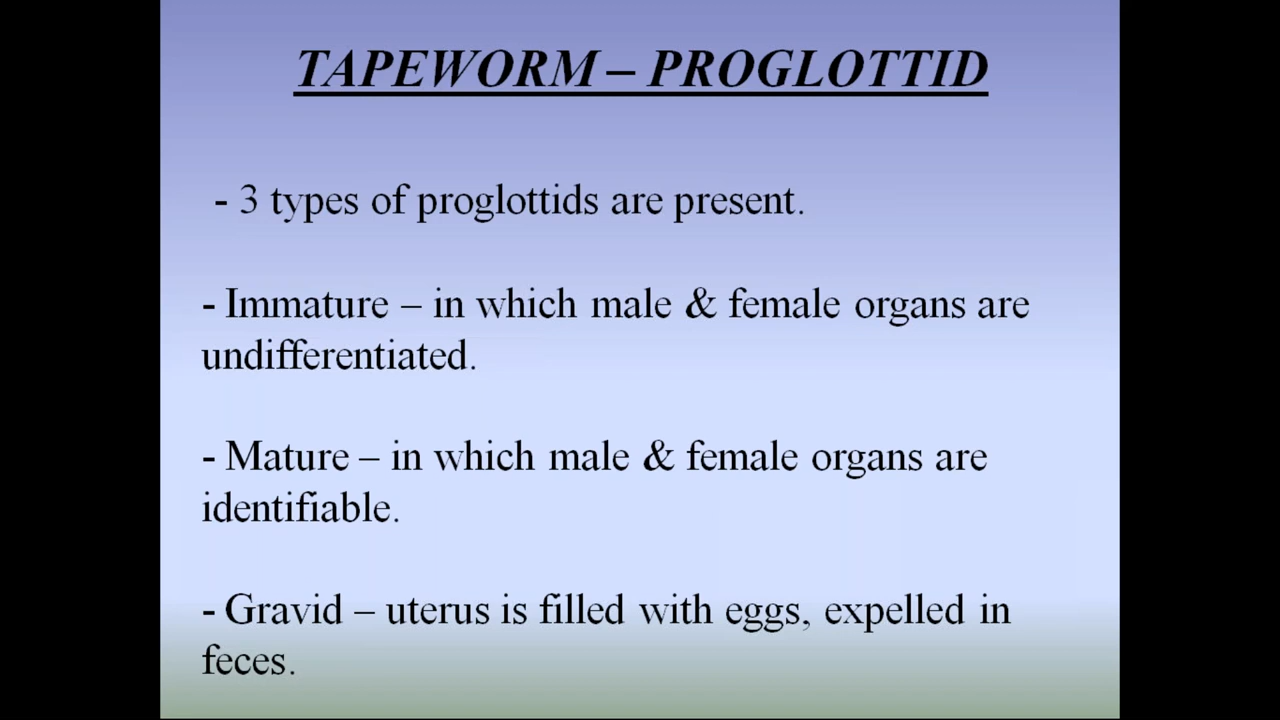 TAPEWORM – PROGLOTTID
- 3 types of proglottids are present.
- Immature – in which male & female organs are
undifferentiated.
- Mature – in which male & female organs are
identifiable.
- Gravid – uterus is filled with eggs, expelled in
feces.